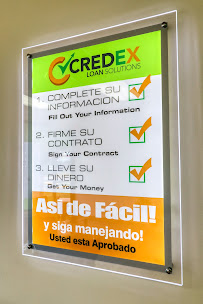 CREDEX
LOAN SOLUTIONS
1. COMPLETE SU
INFORMACION
Fill Out Your Information
2. FIRME SU
CONTRATO
Sign Your Contract
3. LLEVE SU
DINERO
Get Your Money
Así de Fácil!
y siga manejando!
Usted esta Aprobado